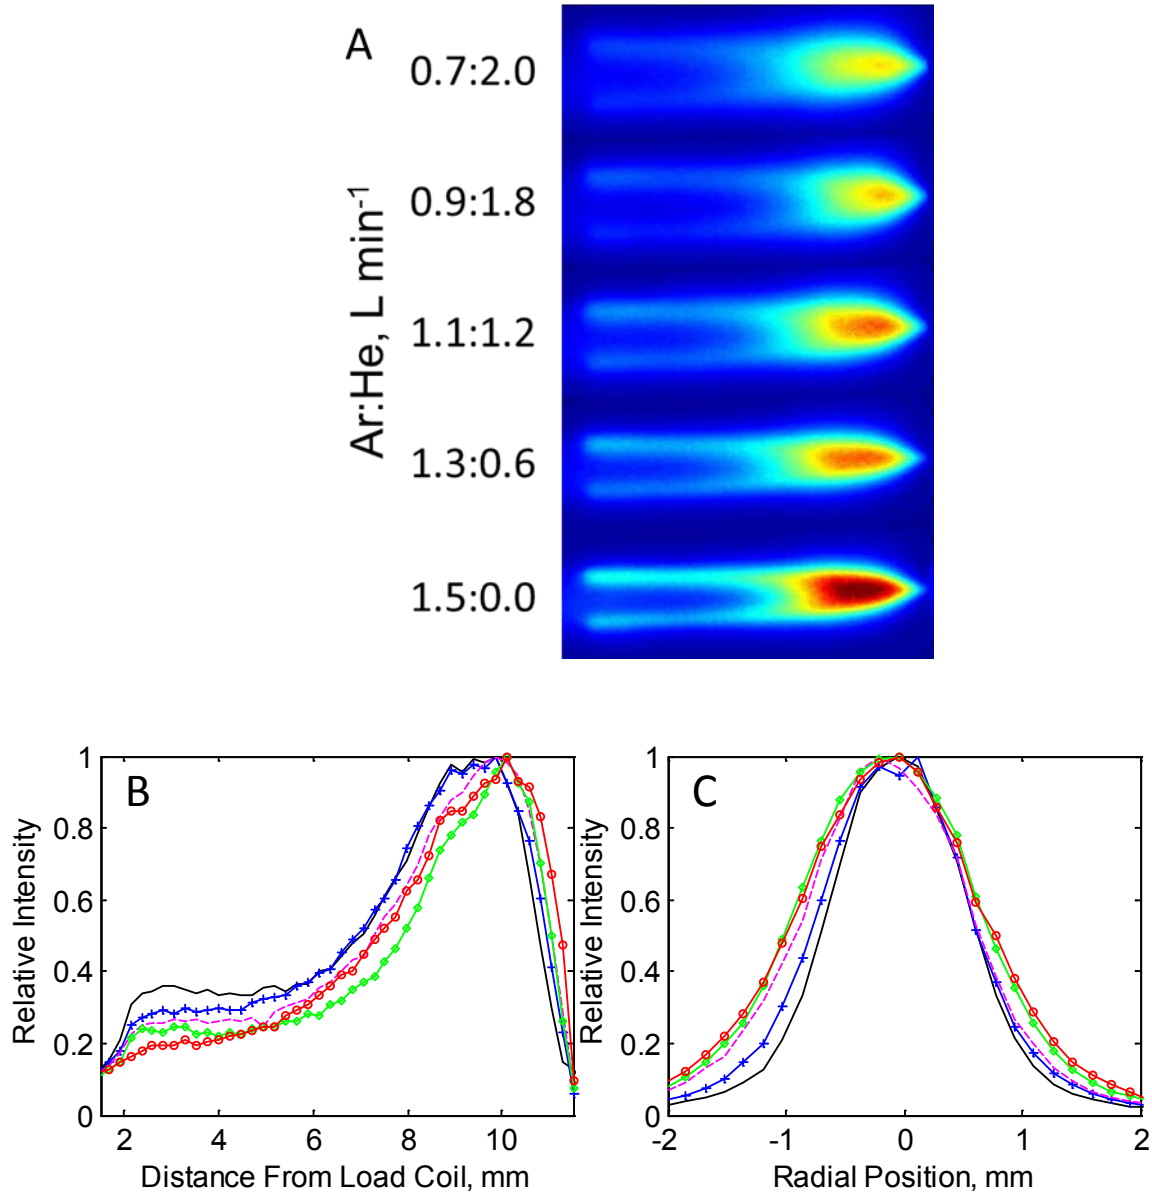 A
Ar:He, L min⁻¹
0.7:2.0
0.9:1.8
1.1:1.2
1.3:0.6
1.5:0.0
B
Relative Intensity
1
0.8
0.6
0.4
0.2
0
2 4 6 8 10
Distance From Load Coil, mm
C
Relative Intensity
1
0.8
0.6
0.4
0.2
0
-2 -1 0 1 2
Radial Position, mm